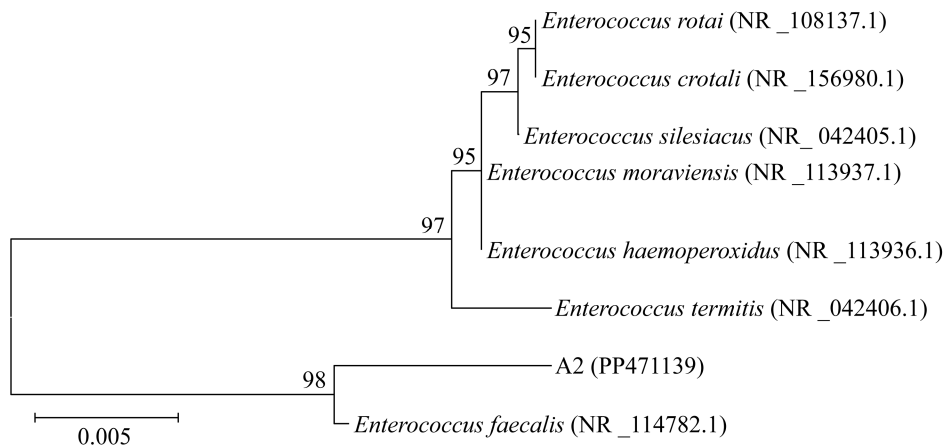 95
Enterococcus rotai (NR _108137.1)
97
Enterococcus crotali (NR _156980.1)
Enterococcus silesiacus (NR_ 042405.1)
95
Enterococcus moraviensis (NR _113937.1)
97
Enterococcus haemoperoxidus (NR _113936.1)
Enterococcus termitis (NR _042406.1)
A2 (PP471139)
98
Enterococcus faecalis (NR _114782.1)
0.005